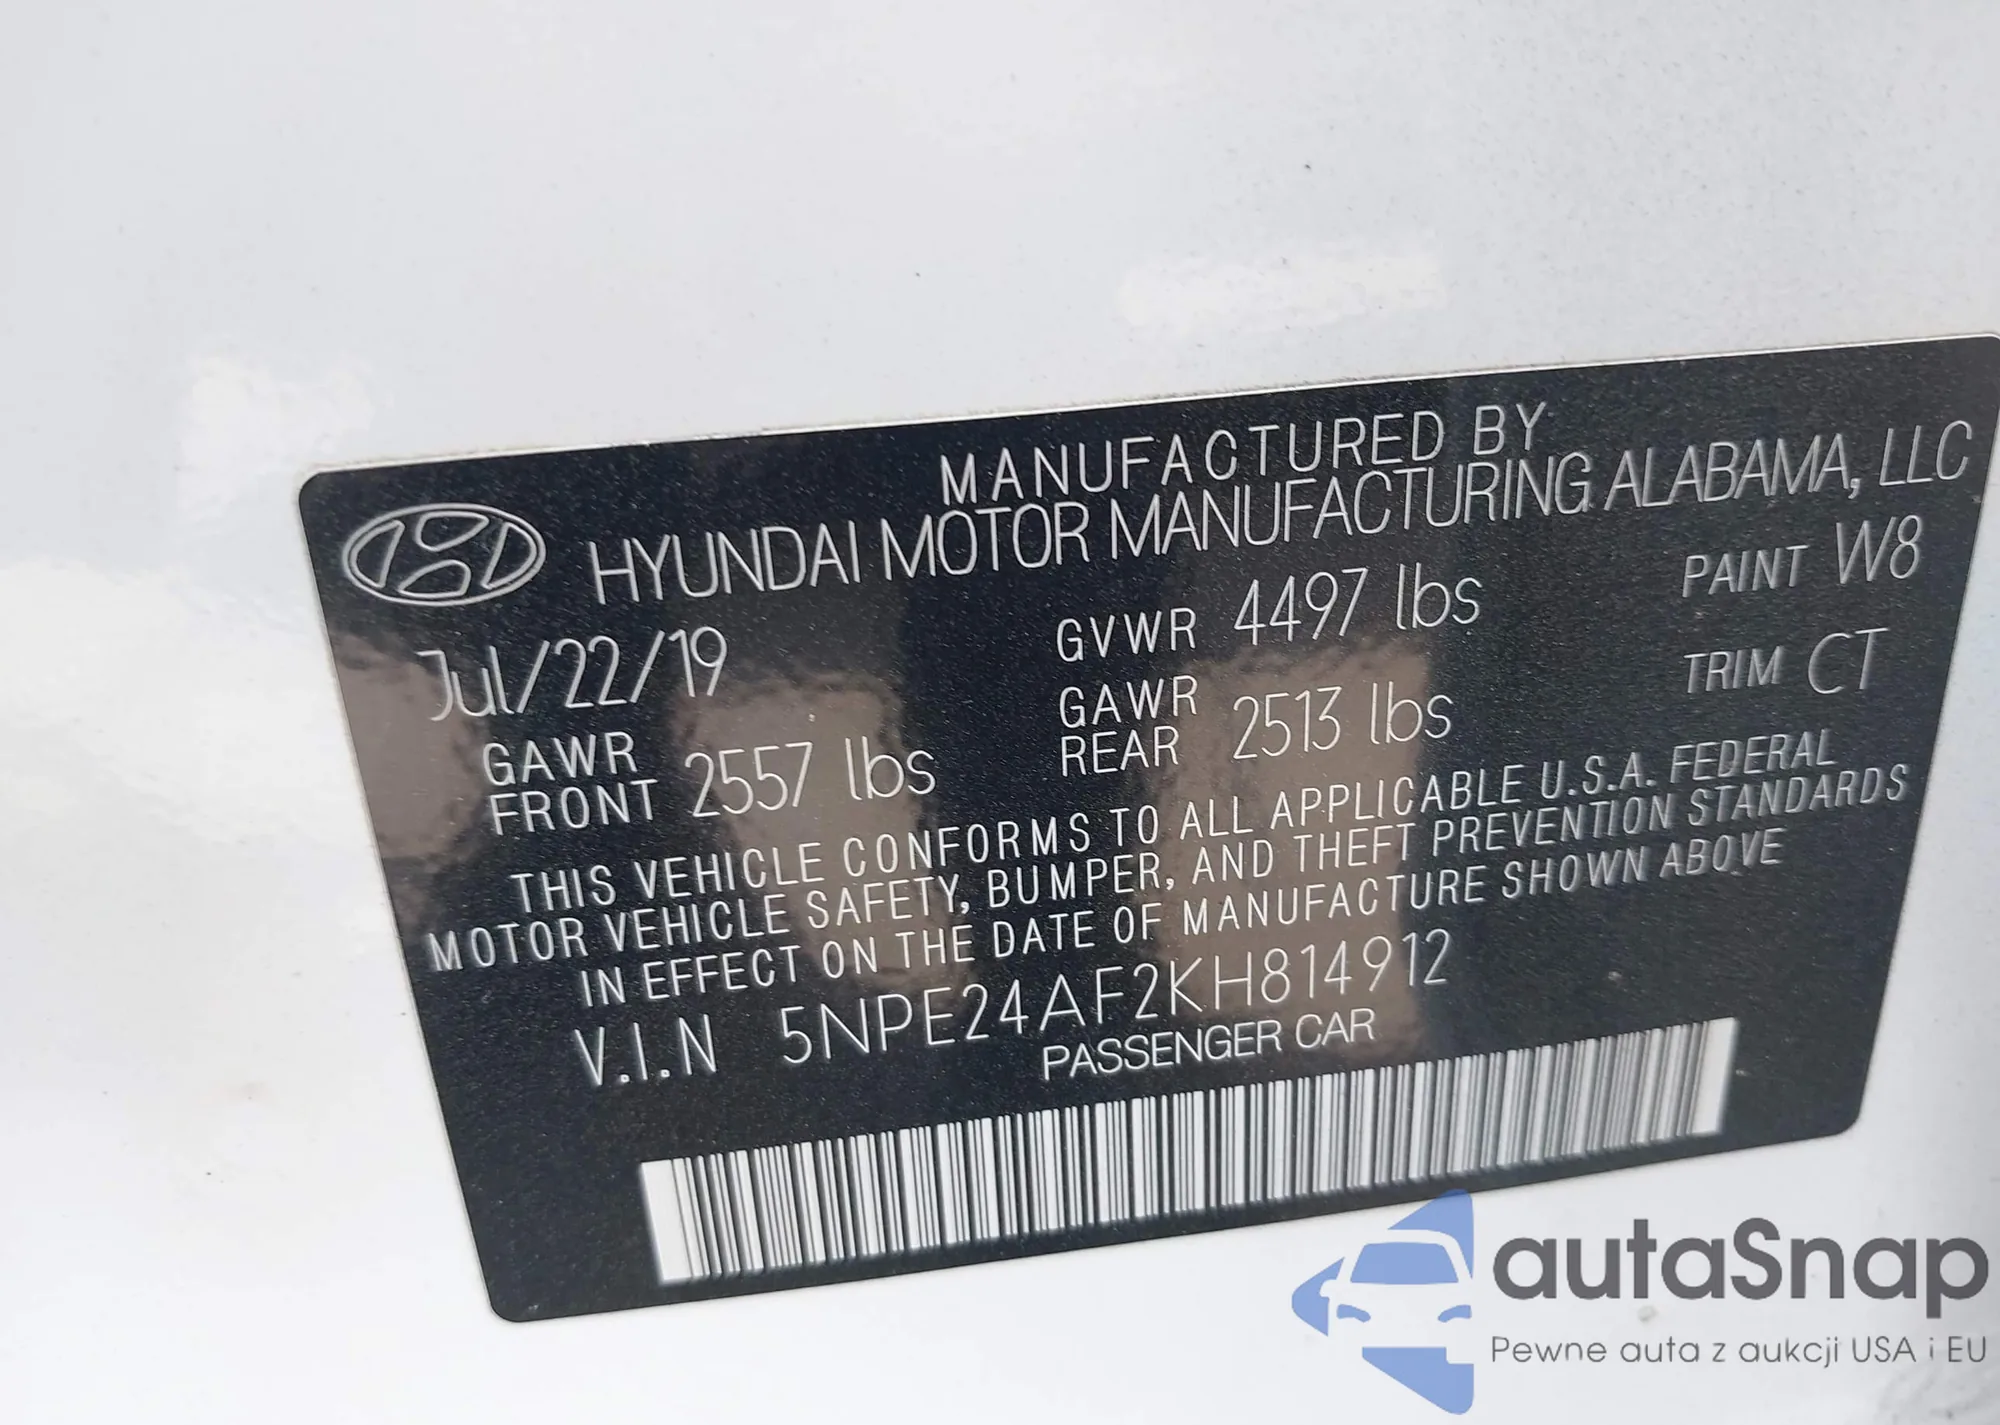 MANUFACTURED BY
HYUNDAI MOTOR MANUFACTURING ALABAMA, LLC
Jul/22/19 GVWR 4497 lbs PAINT W8
GAWR FRONT 2557 lbs GAWR REAR 2513 lbs TRIM CT
THIS VEHICLE CONFORMS TO ALL APPLICABLE U.S.A. FEDERAL
MOTOR VEHICLE SAFETY, BUMPER, AND THEFT PREVENTION STANDARDS
IN EFFECT ON THE DATE OF MANUFACTURE SHOWN ABOVE
V.I.N 5NPE24AF2KH814912
PASSENGER CAR
autaSnap
Pewne auta z aukcji USA i EU